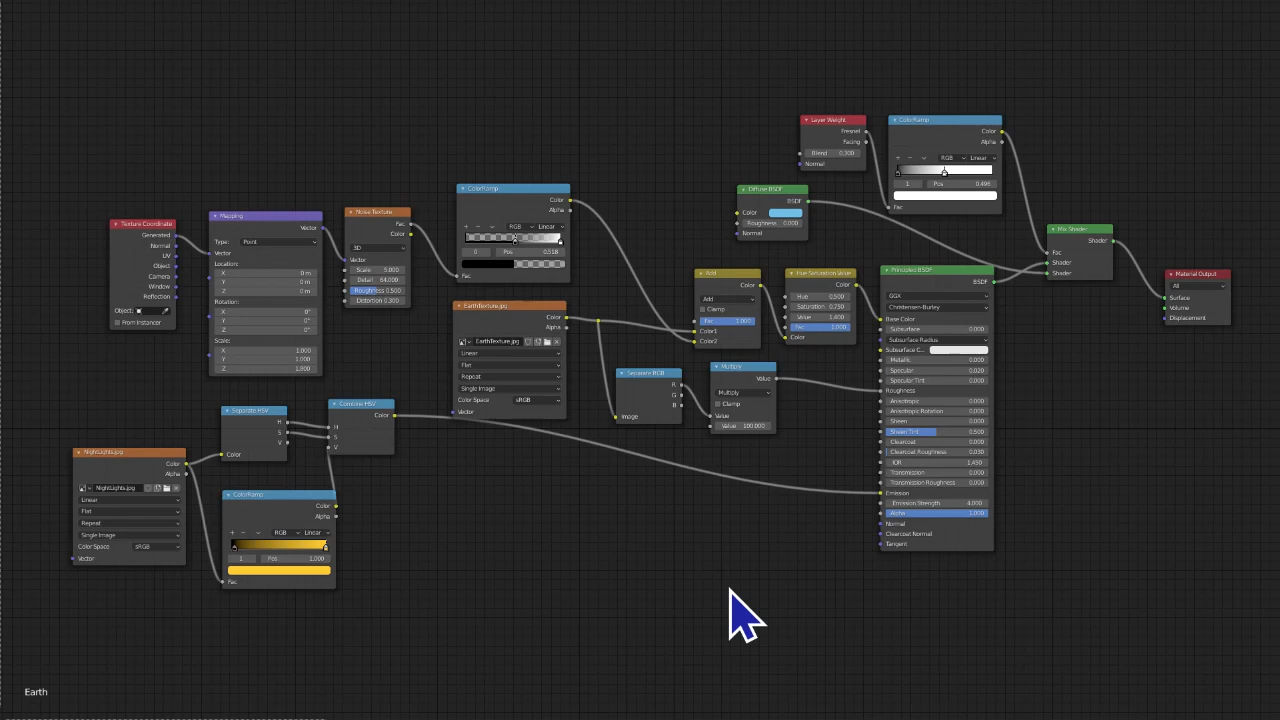 Texture Coordinate
Generated
Normal
UV
Object
Camera
Window
Reflection
Object:
From Instancer
Mapping
Vector
Type: Point
Vector
Location:
X 0 m
Y 0 m
Z 0 m
Rotation:
X 0°
Y 0°
Z 0°
Scale:
X 1.000
Y 1.000
Z 1.800
Noise Texture
Fac
Color
3D
Vector
Scale 5.000
Detail 64.000
Roughness 0.500
Distortion 0.300
ColorRamp
Color
Alpha
RGB Linear
0 Pos 0.518
Fac
EarthTexture.jpg
Color
Alpha
EarthTexture.jpg
Linear
Flat
Repeat
Single Image
Color Space sRGB
Vector
NightLights.jpg
Color
Alpha
NightLights.jpg
Linear
Flat
Repeat
Single Image
Color Space sRGB
Vector
Separate HSV
H
S
V
Color
Combine HSV
Color
H
S
V
ColorRamp
Color
Alpha
RGB Linear
1 Pos 1.000
Fac
Separate RGB
R
G
B
Image
Multiply
Value
Multiply
Clamp
Value
Value 100.000
Add
Color
Add
Clamp
Fac 1.000
Color1
Color2
Hue Saturation Value
Color
Hue 0.500
Saturation 0.750
Value 1.400
Fac 1.000
Color
Diffuse BSDF
BSDF
Color
Roughness 0.000
Normal
Layer Weight
Fresnel
Facing
Blend 0.300
Normal
ColorRamp
Color
Alpha
RGB Linear
1 Pos 0.496
Fac
Principled BSDF
BSDF
GGX
Christensen-Burley
Base Color
Subsurface 0.000
Subsurface Radius
Subsurface C...
Metallic 0.000
Specular 0.020
Specular Tint 0.000
Roughness
Anisotropic 0.000
Anisotropic Rotation 0.000
Sheen 0.000
Sheen Tint 0.500
Clearcoat 0.000
Clearcoat Roughness 0.030
IOR 1.450
Transmission 0.000
Transmission Roughness 0.000
Emission
Emission Strength 4.000
Alpha 1.000
Normal
Clearcoat Normal
Tangent
Mix Shader
Shader
Fac
Shader
Shader
Material Output
All
Surface
Volume
Displacement
Earth